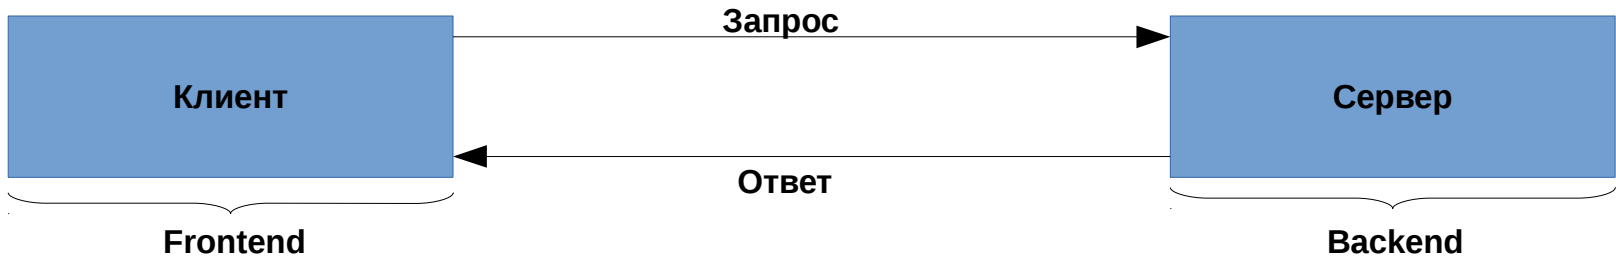 Запрос
Клиент
Сервер
Ответ
Frontend
Backend